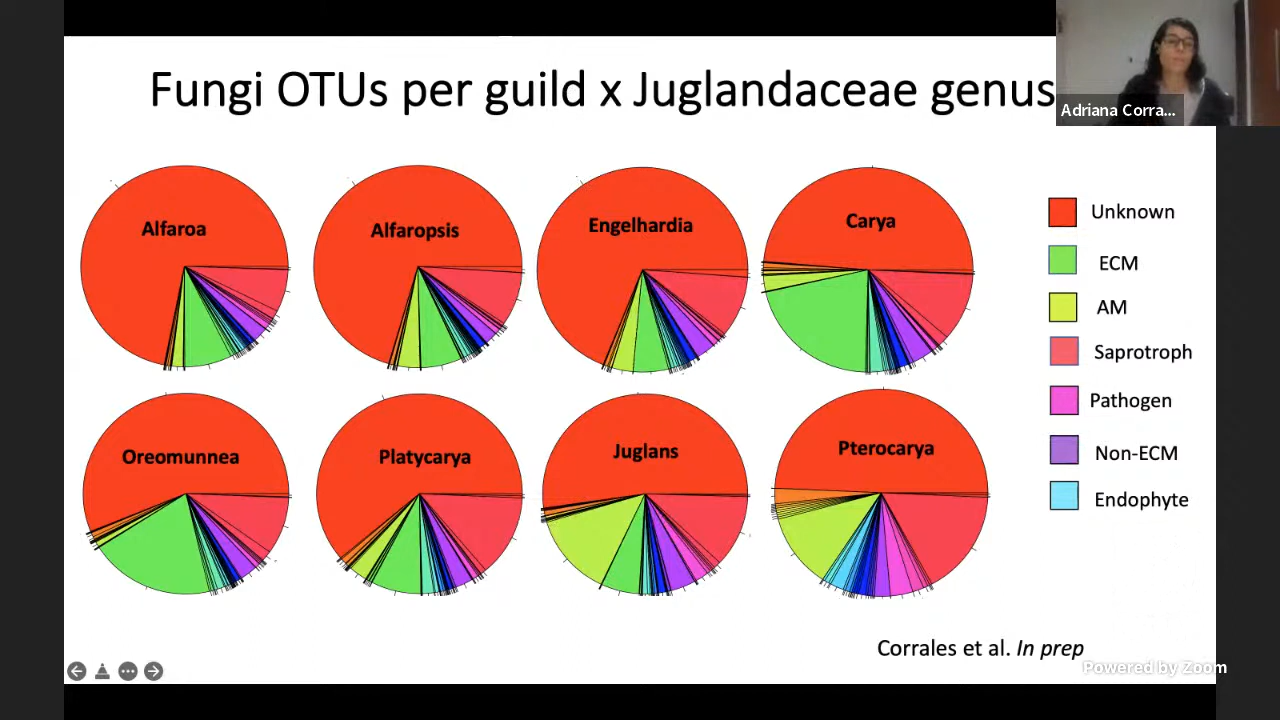 Fungi OTUs per guild x Juglandaceae genus
Adriana Corra...
Alfaroa
Alfaropsis
Engelhardia
Carya
Oreomunnea
Platycarya
Juglans
Pterocarya
Unknown
ECM
AM
Saprotroph
Pathogen
Non-ECM
Endophyte
Corrales et al. In prep
Powered by Zoom